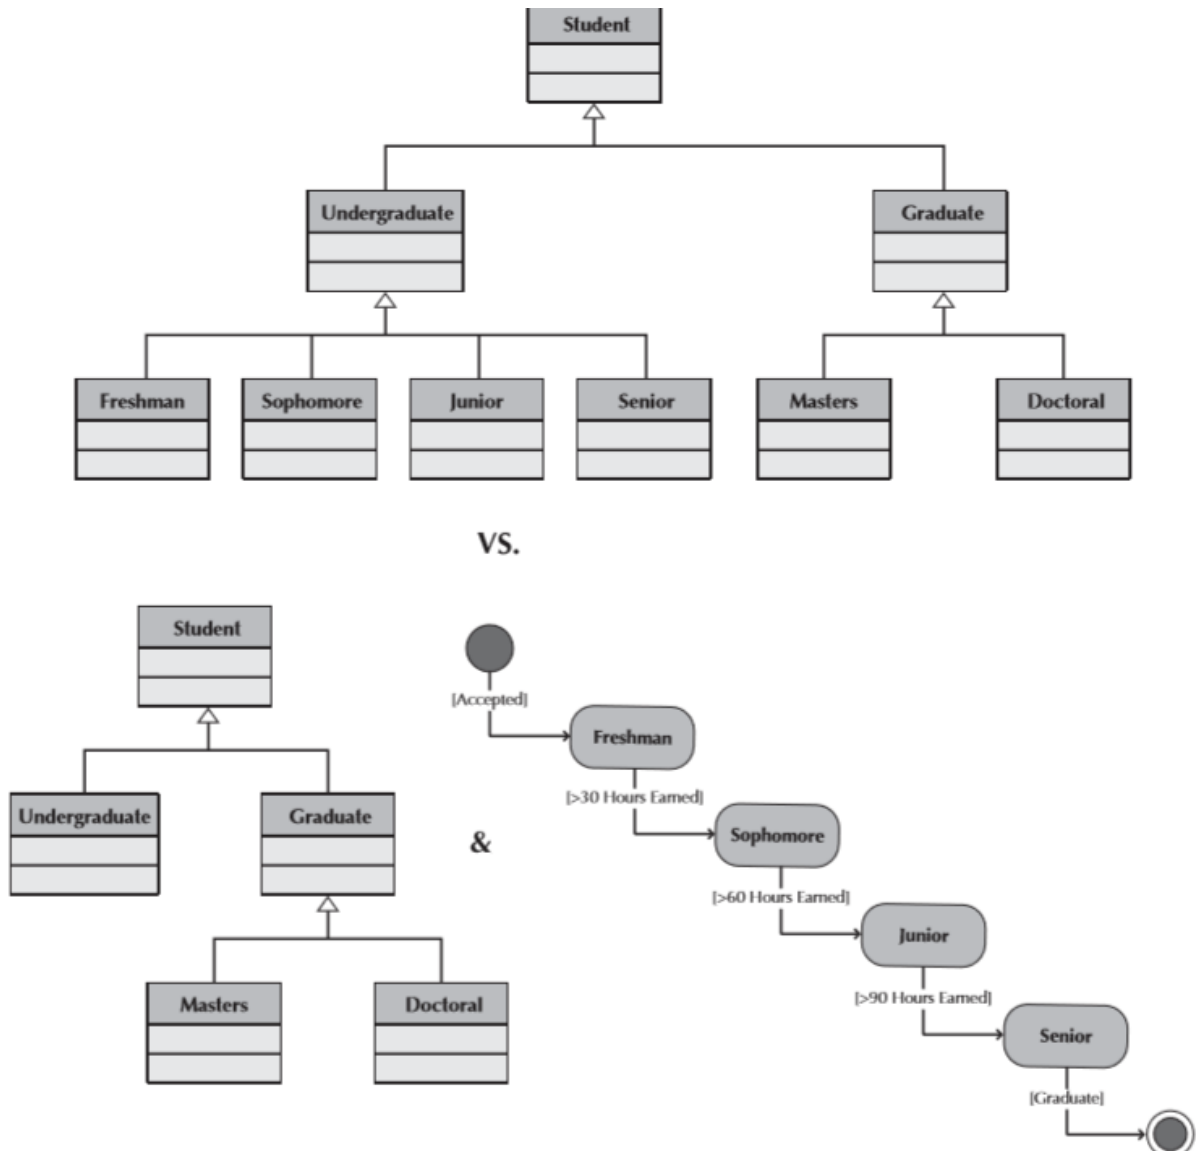 Student
Undergraduate
Graduate
Freshman
Sophomore
Junior
Senior
Masters
Doctoral
VS.
Student
Undergraduate
Graduate
Masters
Doctoral
&
[Accepted]
Freshman
[>30 Hours Earned]
Sophomore
[>60 Hours Earned]
Junior
[>90 Hours Earned]
Senior
[Graduate]